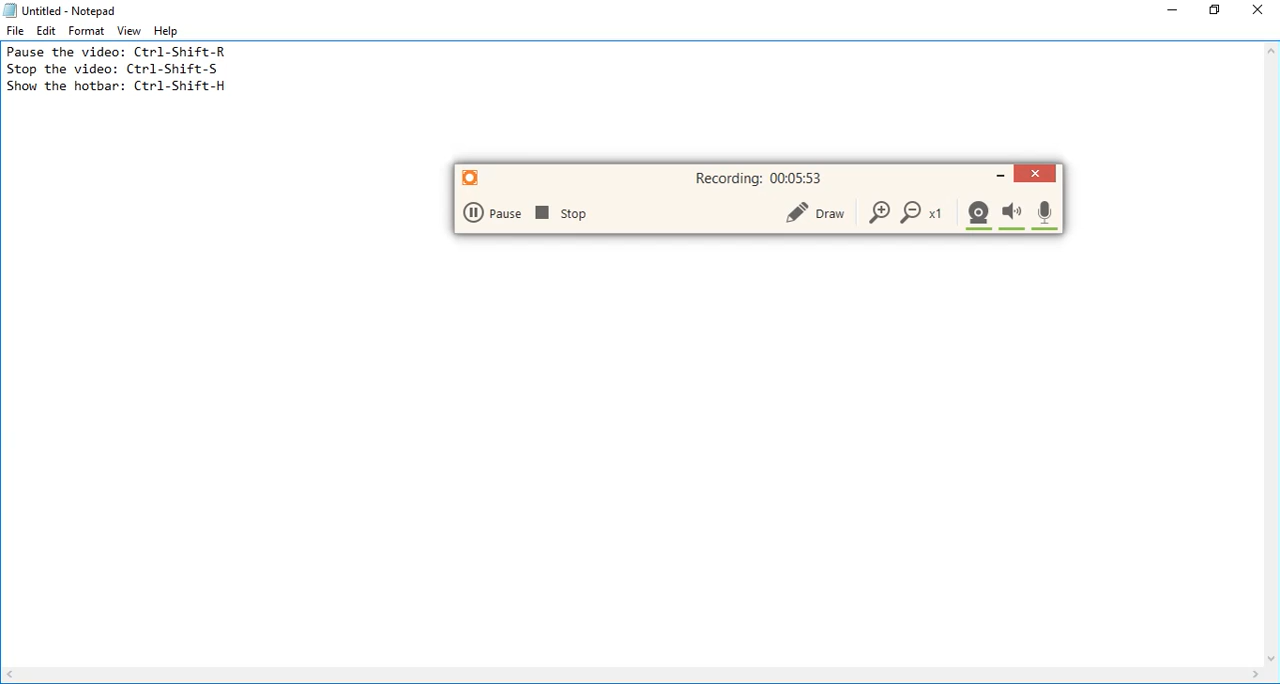 Untitled - Notepad
File Edit Format View Help
Pause the video: Ctrl-Shift-R
Stop the video: Ctrl-Shift-S
Show the hotbar: Ctrl-Shift-H
Recording: 00:05:53
Pause Stop Draw x1